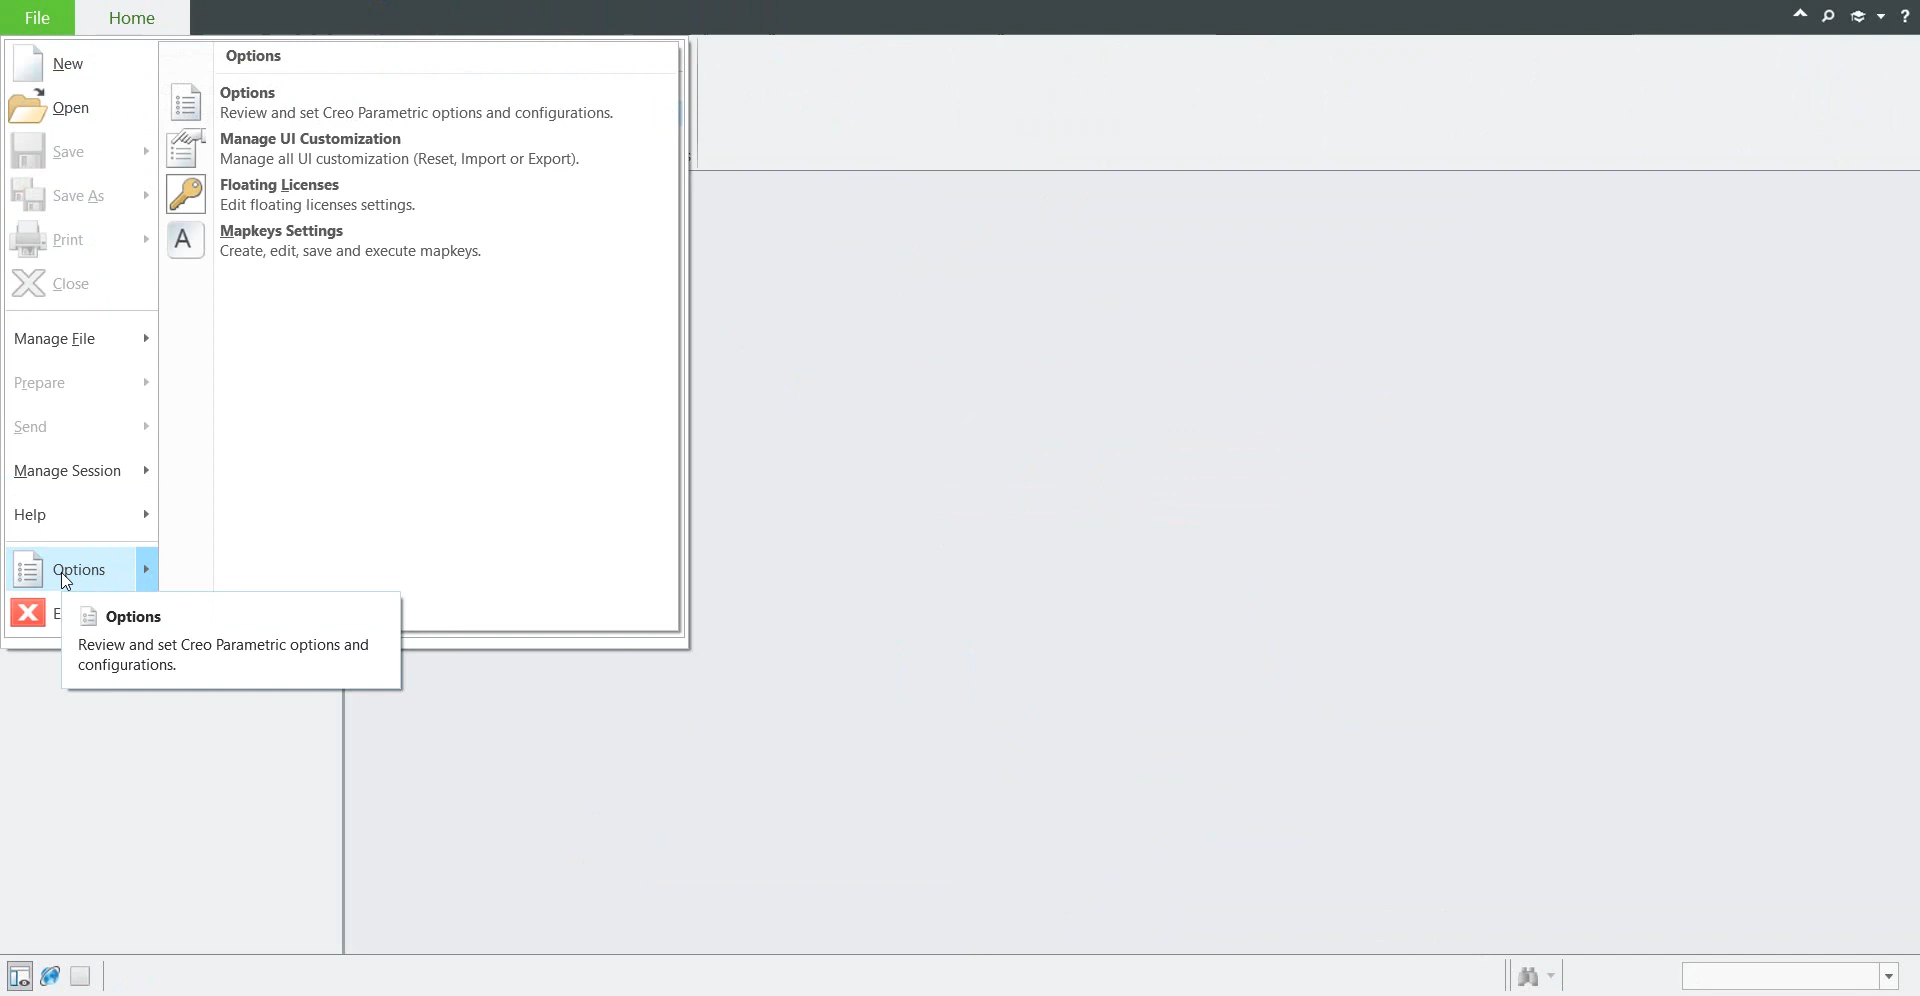 File
Home
?
New
Open
Save
Save As
Print
Close
Manage File
Prepare
Send
Manage Session
Help
Options
E
Options
Options
Review and set Creo Parametric options and configurations.
Manage UI Customization
Manage all UI customization (Reset, Import or Export).
Floating Licenses
Edit floating licenses settings.
A
Mapkeys Settings
Create, edit, save and execute mapkeys.
Options
Review and set Creo Parametric options and
configurations.